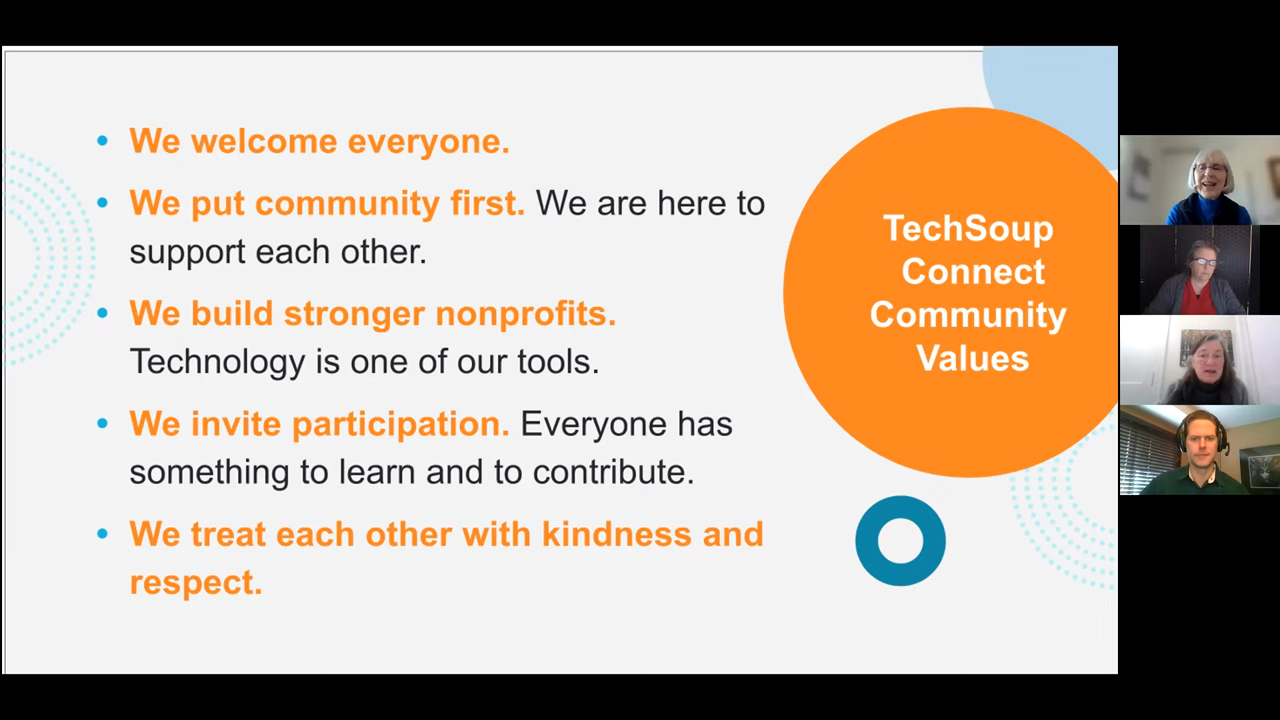 We welcome everyone.
We put community first. We are here to
support each other.
We build stronger nonprofits.
Technology is one of our tools.
We invite participation. Everyone has
something to learn and to contribute.
We treat each other with kindness and
respect.
TechSoup
Connect
Community
Values